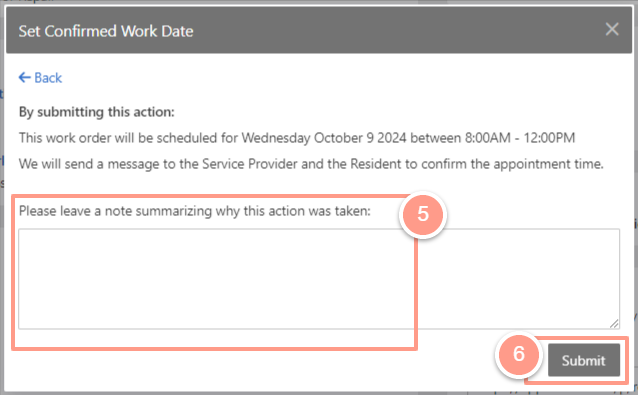 Set Confirmed Work Date
Back
By submitting this action:
This work order will be scheduled for Wednesday October 9 2024 between 8:00AM - 12:00PM
We will send a message to the Service Provider and the Resident to confirm the appointment time.
Please leave a note summarizing why this action was taken:
5
6
Submit